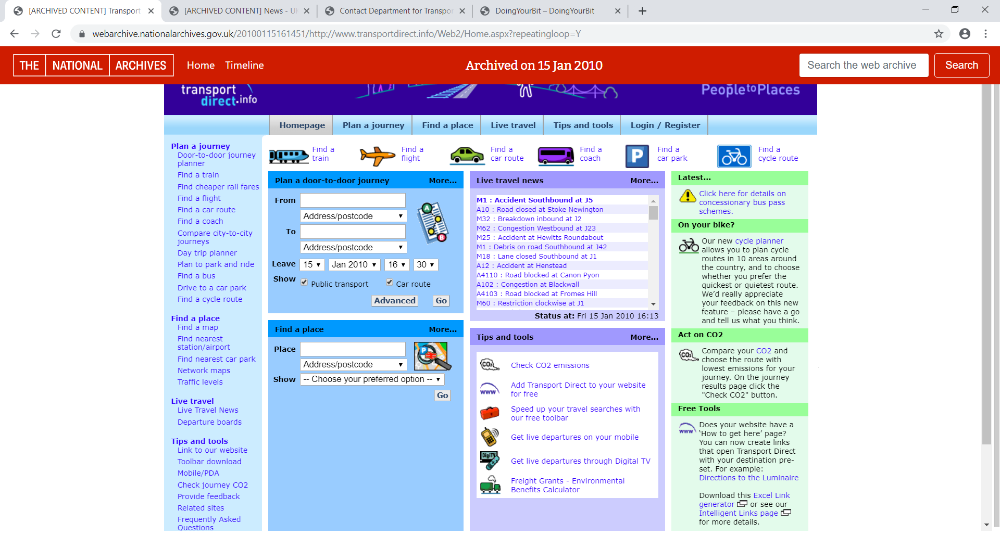 [ARCHIVED CONTENT] Transport
[ARCHIVED CONTENT] News - U
Contact Department for Transpo
DoingYourBit – DoingYourBit
webarchive.nationalarchives.gov.uk/20100115161451/http://www.transportdirect.info/Web2/Home.aspx?repeatingloop=Y
THE NATIONAL ARCHIVES
Home Timeline
Archived on 15 Jan 2010
Search the web archive
Search
transport
direct.info
PeopletoPlaces
Homepage
Plan a journey
Find a place
Live travel
Tips and tools
Login / Register
Plan a journey
Door-to-door journey
planner
Find a train
Find cheaper rail fares
Find a flight
Find a car route
Find a coach
Compare city-to-city
journeys
Day trip planner
Plan to park and ride
Find a bus
Drive to a car park
Find a cycle route
Find a place
Find a map
Find nearest
station/airport
Find nearest car park
Network maps
Traffic levels
Live travel
Live Travel News
Departure boards
Tips and tools
Link to our website
Toolbar download
Mobile/PDA
Check journey CO2
Provide feedback
Related sites
Frequently Asked
Questions
Find a
train
Find a
flight
Find a
car route
Find a
coach
P
Find a
car park
Find a
cycle route
Plan a door-to-door journey More...
From
Address/postcode
A
B
To
Address/postcode
Leave 15 Jan 2010 16 30
Show Public transport Car route
Advanced Go
Find a place More...
Place
Address/postcode
P
Show -- Choose your preferred option --
Go
Live travel news More...
M1 : Accident Southbound at J5
A10 : Road closed at Stoke Newington
M32 : Breakdown inbound at J2
M62 : Congestion Westbound at J23
M25 : Accident at Hewitts Roundabout
M1 : Debris on road Southbound at J42
M18 : Lane closed Southbound at J1
A12 : Accident at Henstead
A4110 : Road blocked at Canon Pyon
A102 : Congestion at Blackwall
A4103 : Road blocked at Fromes Hill
M60 : Restriction clockwise at J1
Status at: Fri 15 Jan 2010 16:13
Tips and tools More...
CO2
Check CO2 emissions
www
Add Transport Direct to your website
for free
Speed up your travel searches with
our free toolbar
Get live departures on your mobile
DigiTV
Get live departures through Digital TV
Freight Grants - Environmental
Benefits Calculator
Latest...
Click here for details on
concessionary bus pass
schemes.
On your bike?
Our new cycle planner
allows you to plan cycle
routes in 10 areas around
the country, and to choose
whether you prefer the
quickest or quietest route.
We’d really appreciate
your feedback on this new
feature – please have a go
and tell us what you think.
Act on CO2
CO2
Compare your CO2 and
choose the route with
lowest emissions for your
journey. On the journey
results page click the
"Check CO2" button.
Free Tools
www
Does your website have a
‘How to get here’ page?
You can now create links
that open Transport Direct
with your destination pre-
set. For example:
Directions to the Luminaire
Download this Excel Link
generator or see our
Intelligent Links page
for more details.